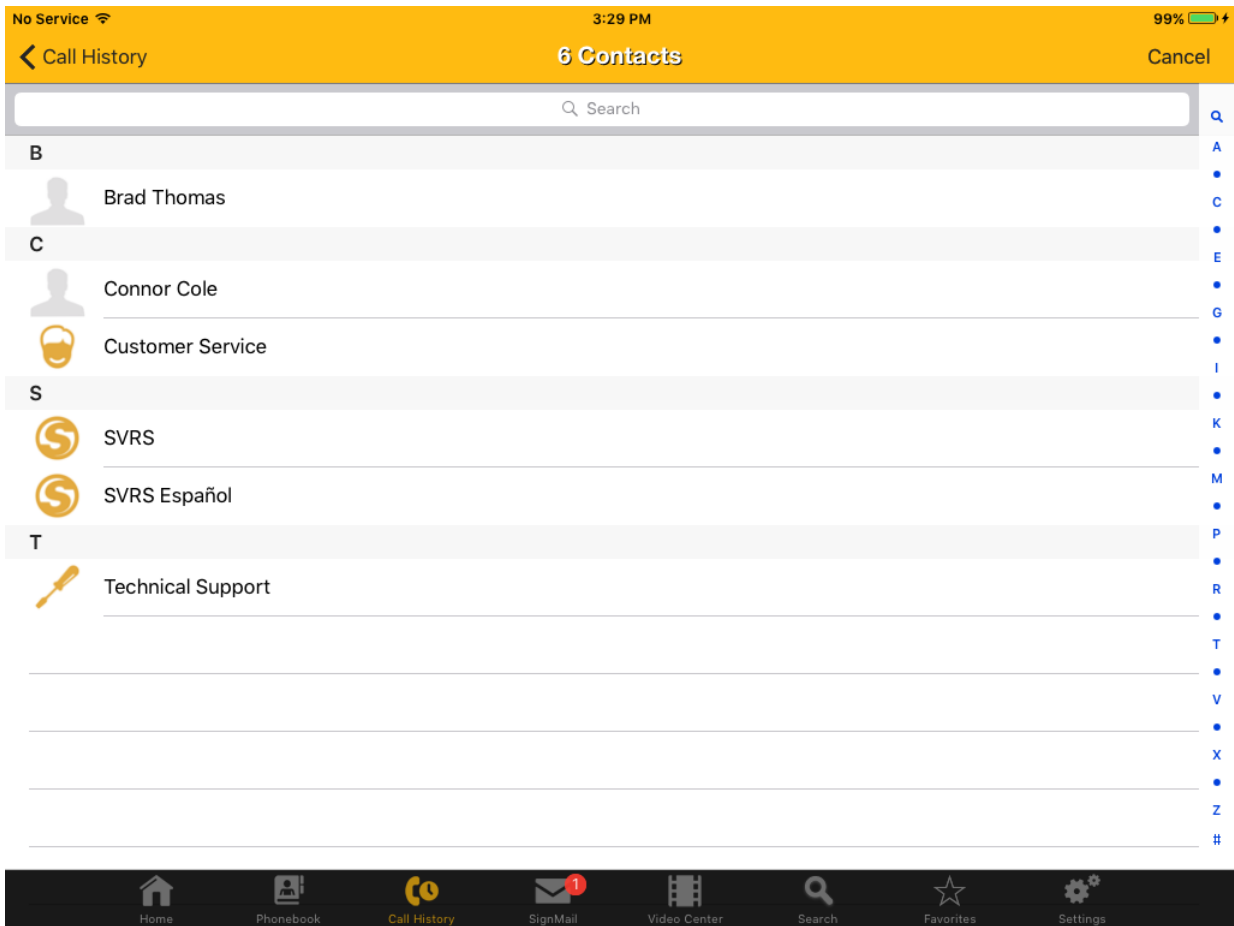 No Service 3:29 PM 99%
Call History 6 Contacts Cancel
Search
B
Brad Thomas
C
Connor Cole
Customer Service
S
SVRS
SVRS Español
T
Technical Support
A
C
E
G
I
K
M
P
R
T
V
X
Z
#
1
Home Phonebook Call History SignMail Video Center Search Favorites Settings